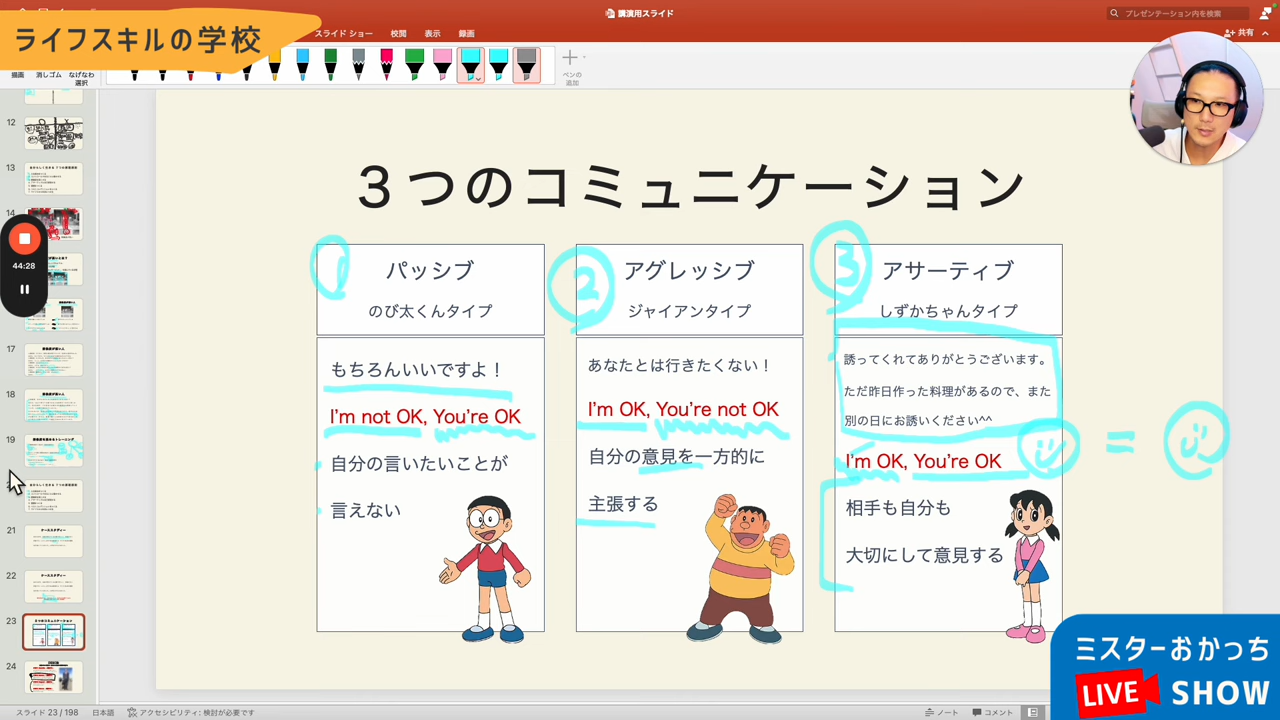 講演用スライド
プレゼンテーション内を検索
ライフスキルの学校
スライド ショー
校閲
表示
録画
共有
描画
消しゴム
なげなわ
選択
ペンの
追加
12
13
14
17
18
19
21
22
23
24
44:28
3つのコミュニケーション
1
パッシブ
のび太くんタイプ
もちろんいいですよ!
I'm not OK, You're OK
自分の言いたいことが
言えない
2
アグレッシブ
ジャイアンタイプ
あなたとは行きたくない!
I'm OK, You're not OK
自分の意見を一方的に
主張する
3
アサーティブ
しずかちゃんタイプ
誘ってくれてありがとうございます。
ただ昨日作った料理があるので、また
別の日にお誘いください^^
I'm OK, You're OK
=
相手も自分も
大切にして意見する
ミスターおかっち
LIVE SHOW
スライド 23 / 198
日本語
アクセシビリティ: 検討が必要です
ノート
コメント